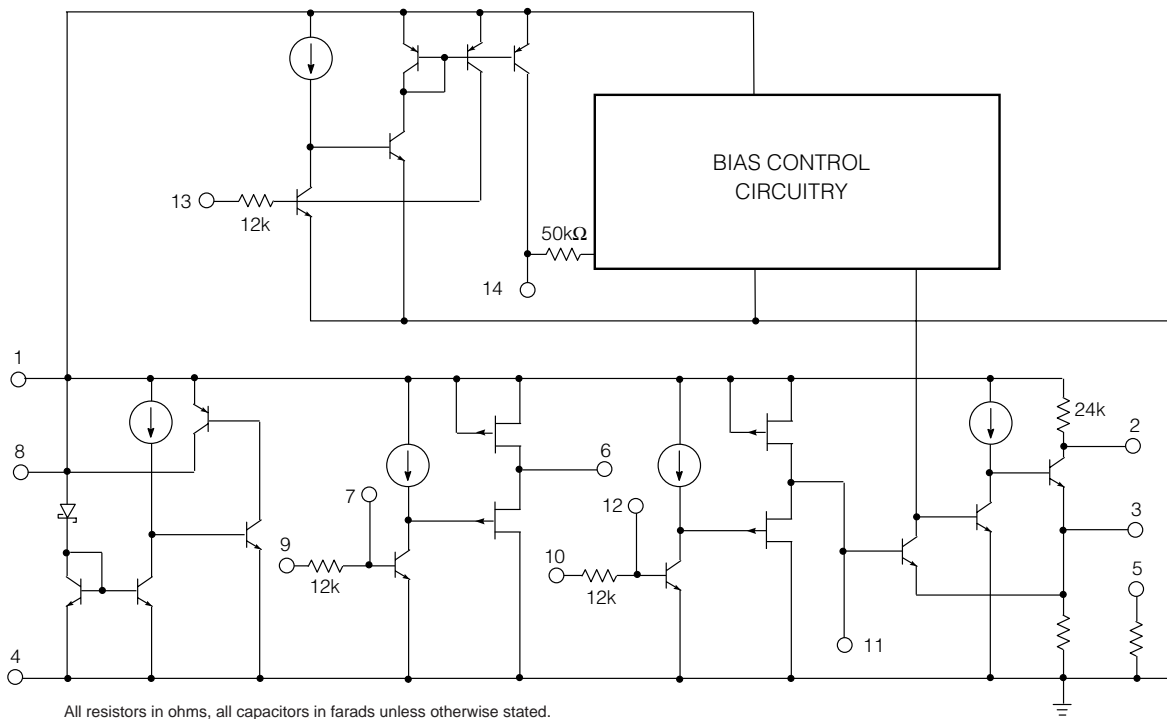 BIAS CONTROL
CIRCUITRY
13
12k
50kΩ
14
1
24k
2
8
6
7
12
3
9
12k
10
12k
5
11
4
All resistors in ohms, all capacitors in farads unless otherwise stated.